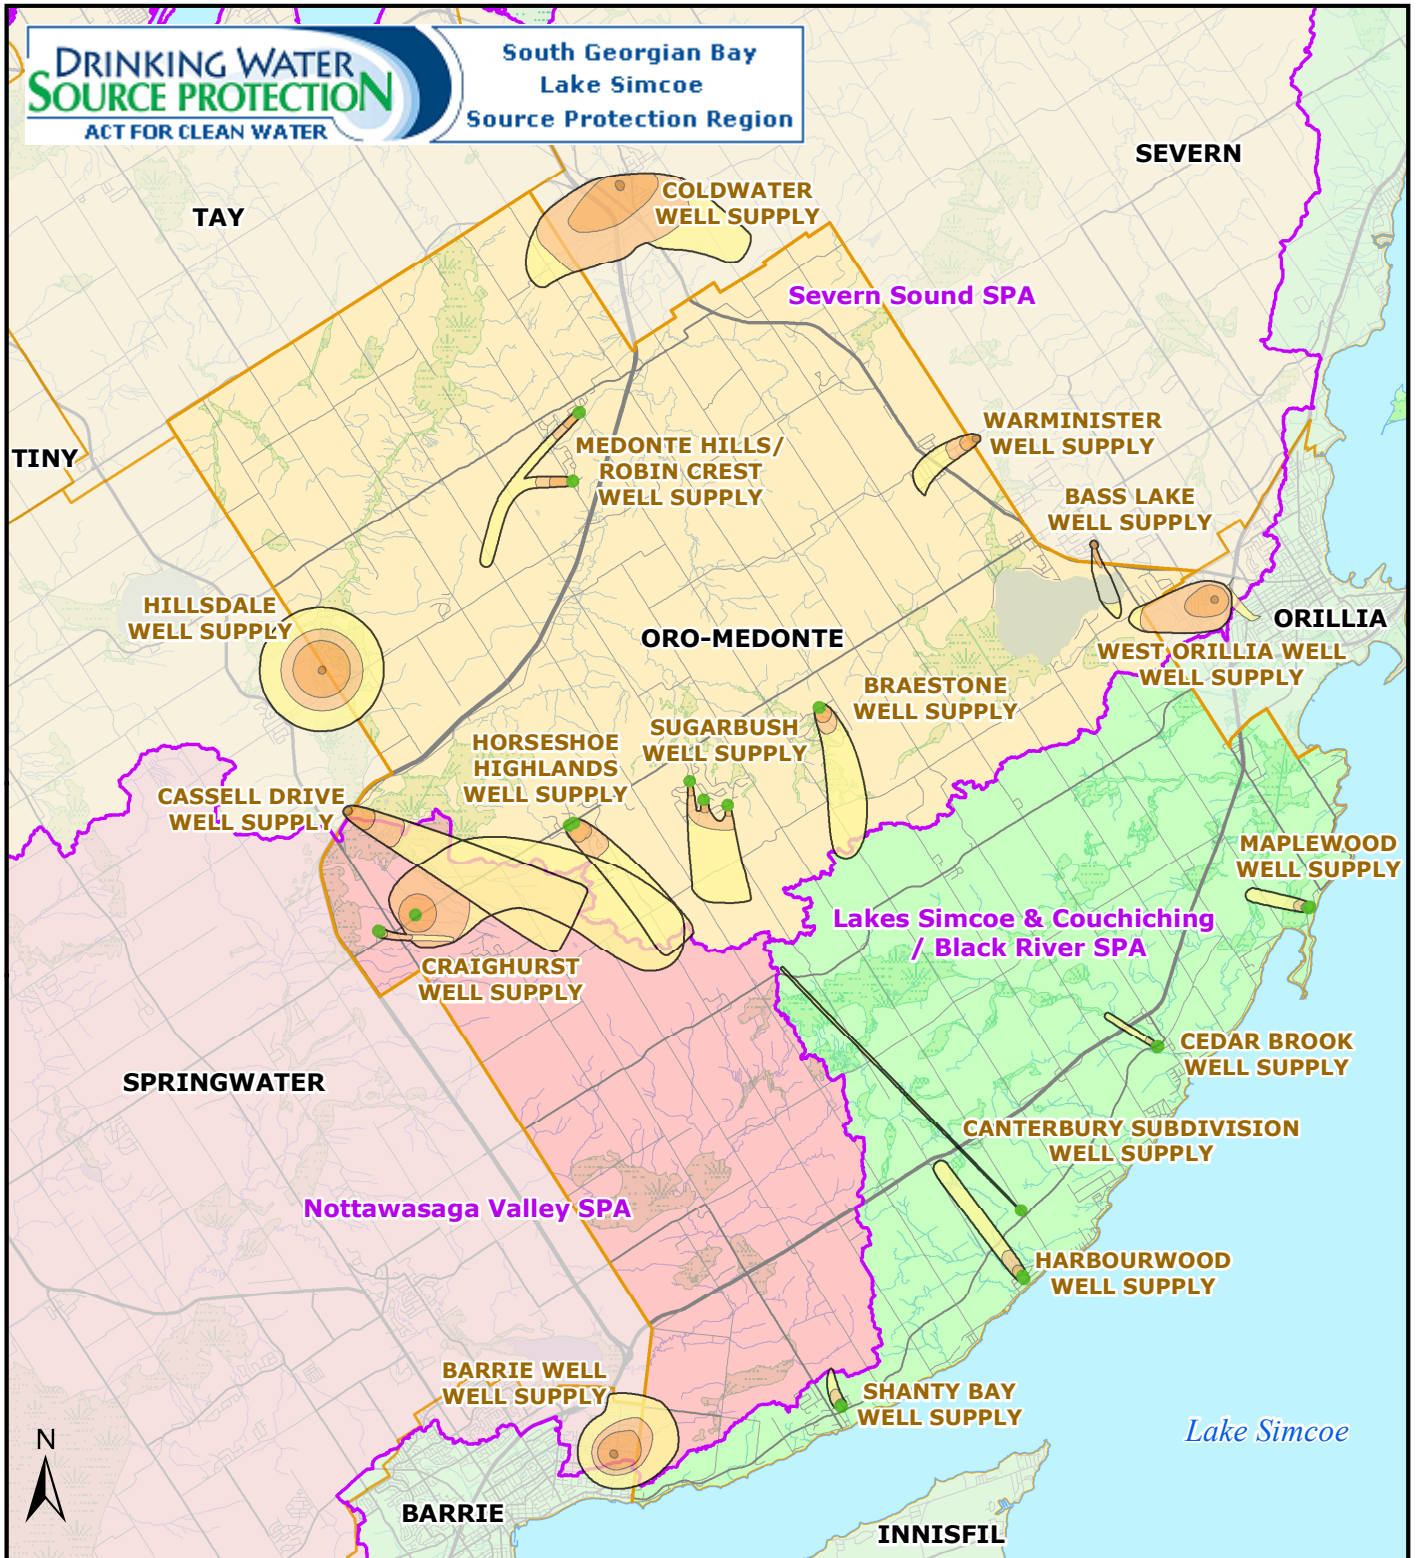 DRINKING WATER
SOURCE PROTECTION
ACT FOR CLEAN WATER
South Georgian Bay
Lake Simcoe
Source Protection Region
SEVERN
COLDWATER
WELL SUPPLY
TAY
Severn Sound SPA
WARMINISTER
WELL SUPPLY
MEDONTE HILLS/
ROBIN CREST
WELL SUPPLY
TINY
BASS LAKE
WELL SUPPLY
HILLSDALE
WELL SUPPLY
ORILLIA
ORO-MEDONTE
WEST ORILLIA WELL
WELL SUPPLY
BRAESTONE
WELL SUPPLY
SUGARBUSH
WELL SUPPLY
HORSESHOE
HIGHLANDS
WELL SUPPLY
CASSELL DRIVE
WELL SUPPLY
MAPLEWOOD
WELL SUPPLY
Lakes Simcoe & Couchiching
/ Black River SPA
CRAIGHURST
WELL SUPPLY
CEDAR BROOK
WELL SUPPLY
SPRINGWATER
CANTERBURY SUBDIVISION
WELL SUPPLY
Nottawasaga Valley SPA
HARBOURWOOD
WELL SUPPLY
BARRIE WELL
WELL SUPPLY
SHANTY BAY
WELL SUPPLY
Lake Simcoe
N
BARRIE
INNISFIL